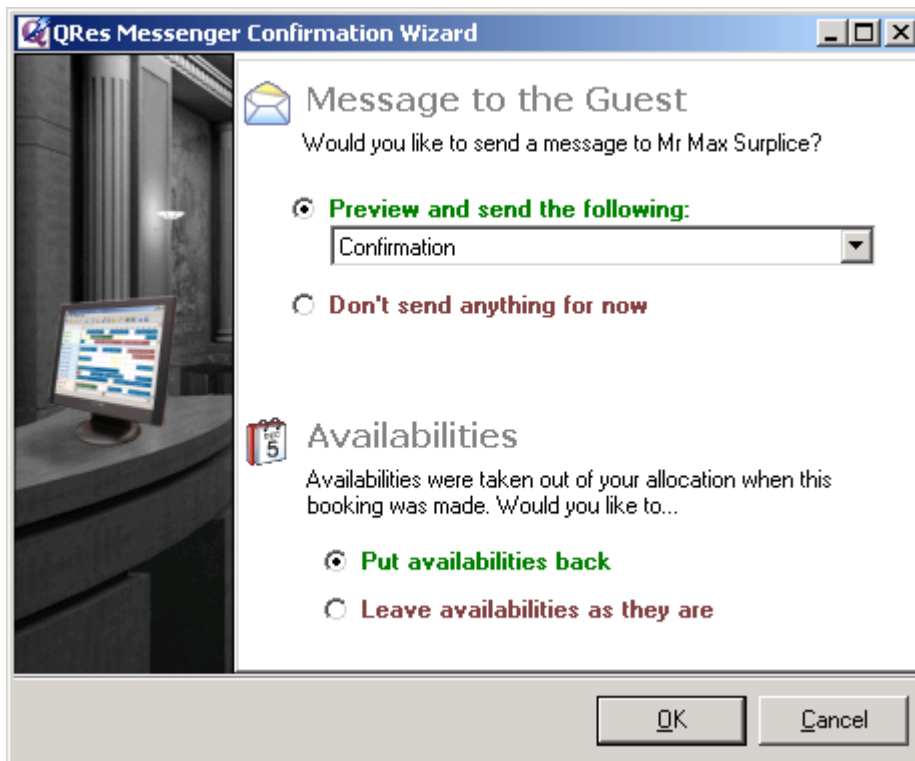 QRes Messenger Confirmation Wizard
Message to the Guest
Would you like to send a message to Mr Max Surplice?
Preview and send the following:
Confirmation
Don't send anything for now
5
Availabilities
Availabilities were taken out of your allocation when this
booking was made. Would you like to...
Put availabilities back
Leave availabilities as they are
OK
Cancel